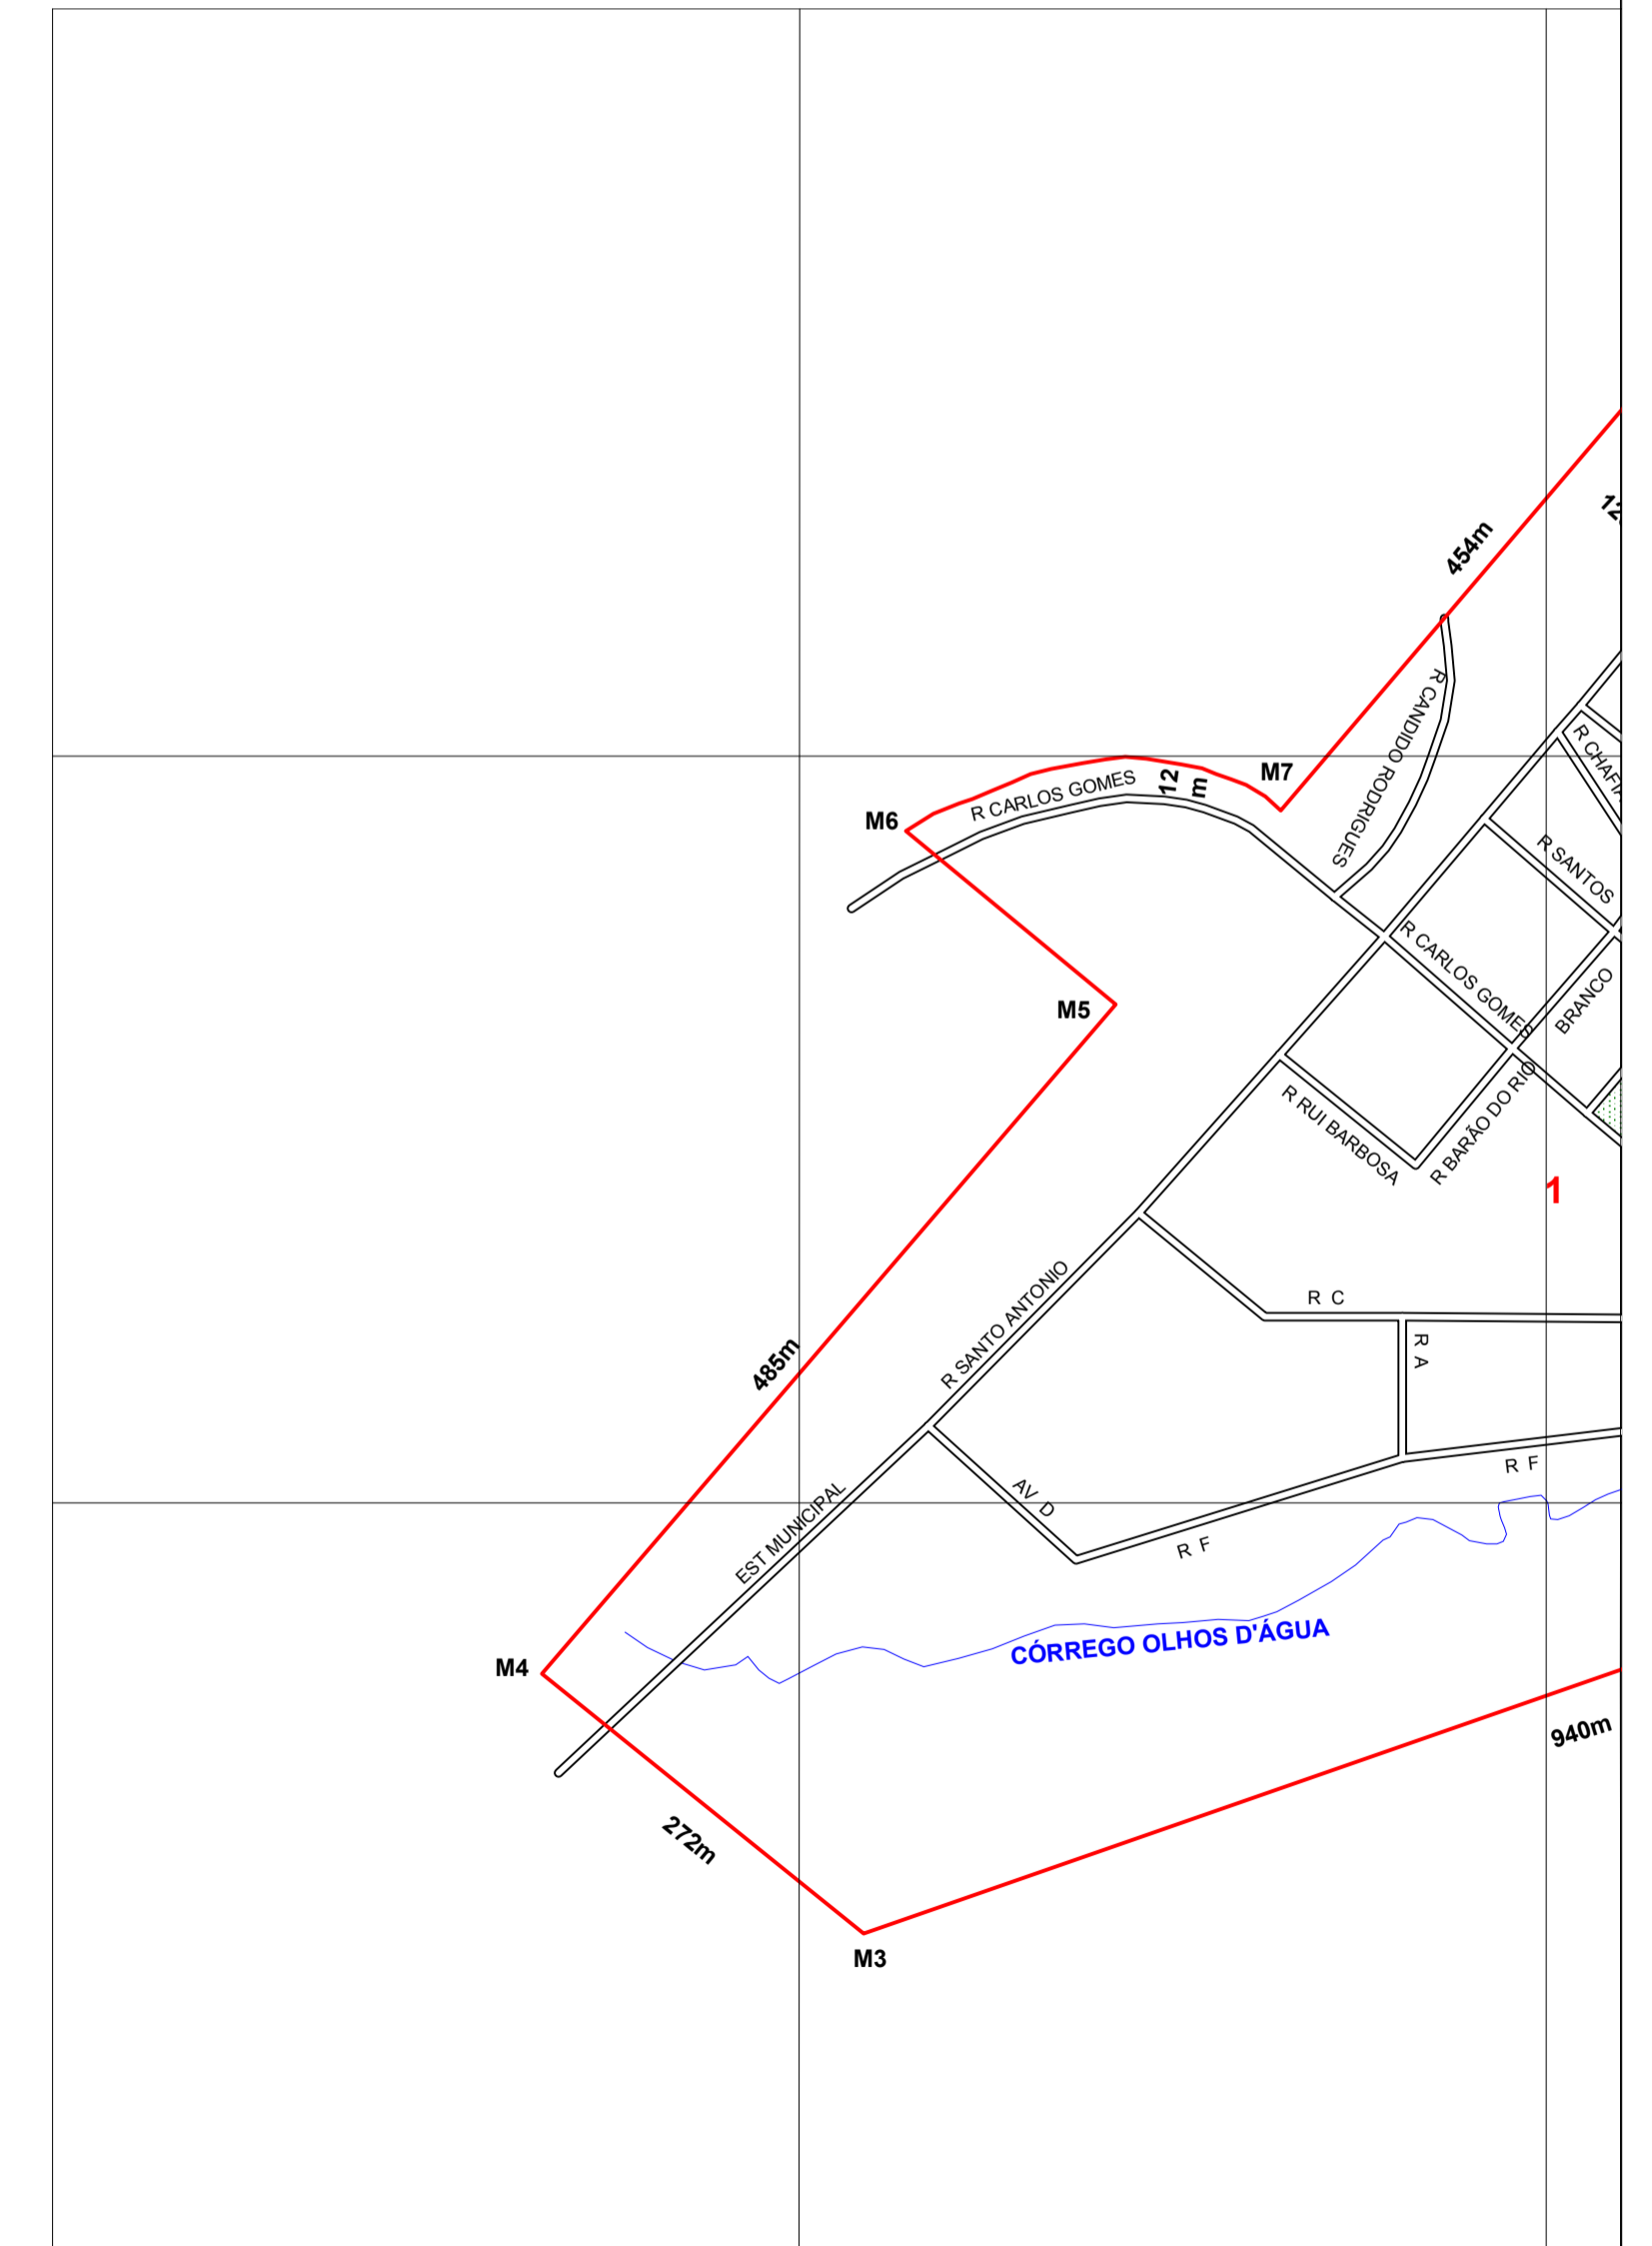 454m
R CANDIDO RODRIGUES
M7
12
m
R CARLOS GOMES
M6
R SANTOS
R CARLOS GOMES
BRANCO
M5
R RUI BARBOSA
R BARÃO DO RIO
1
R SANTO ANTONIO
R C
R A
485m
R F
AV D
EST MUNICIPAL
R F
CÓRREGO OLHOS D'ÁGUA
M4
940m
272m
M3